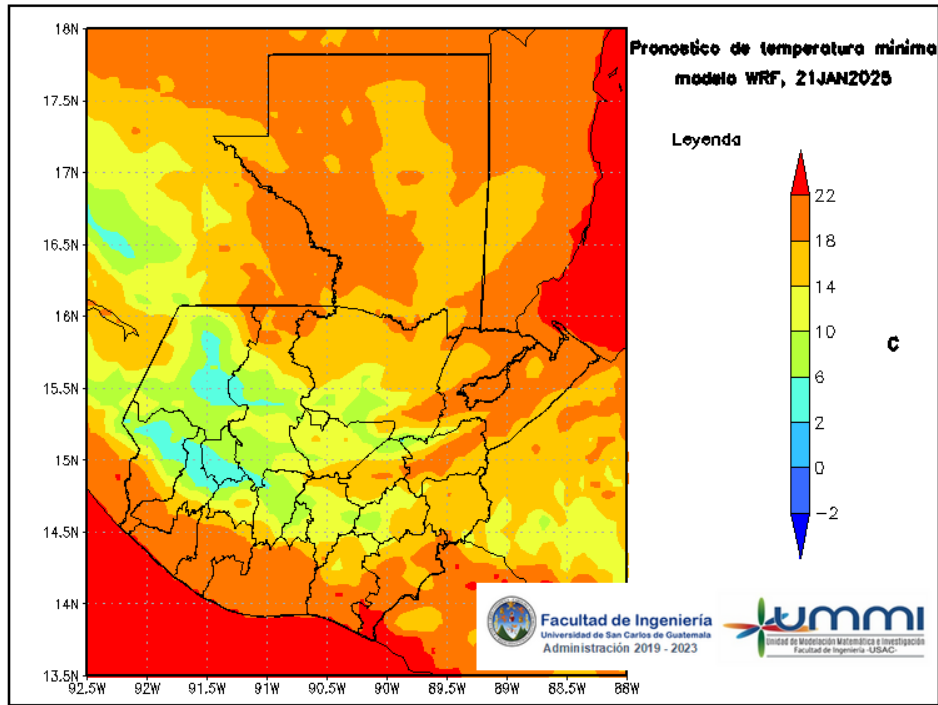 Pronostico de temperatura minima
modelo WRF, 21JAN2025
Leyenda
22
18
14
10
6
2
0
−2
C
18N
17.5N
17N
16.5N
16N
15.5N
15N
14.5N
14N
13.5N
92.5W 92W 91.5W 91W 90.5W 90W 89.5W 89W 88.5W 88W
Facultad de Ingeniería
Universidad de San Carlos de Guatemala
Administración 2019 - 2023
UMMI
Unidad de Modelación Matemática e Investigación
Facultad de Ingeniería -USAC-